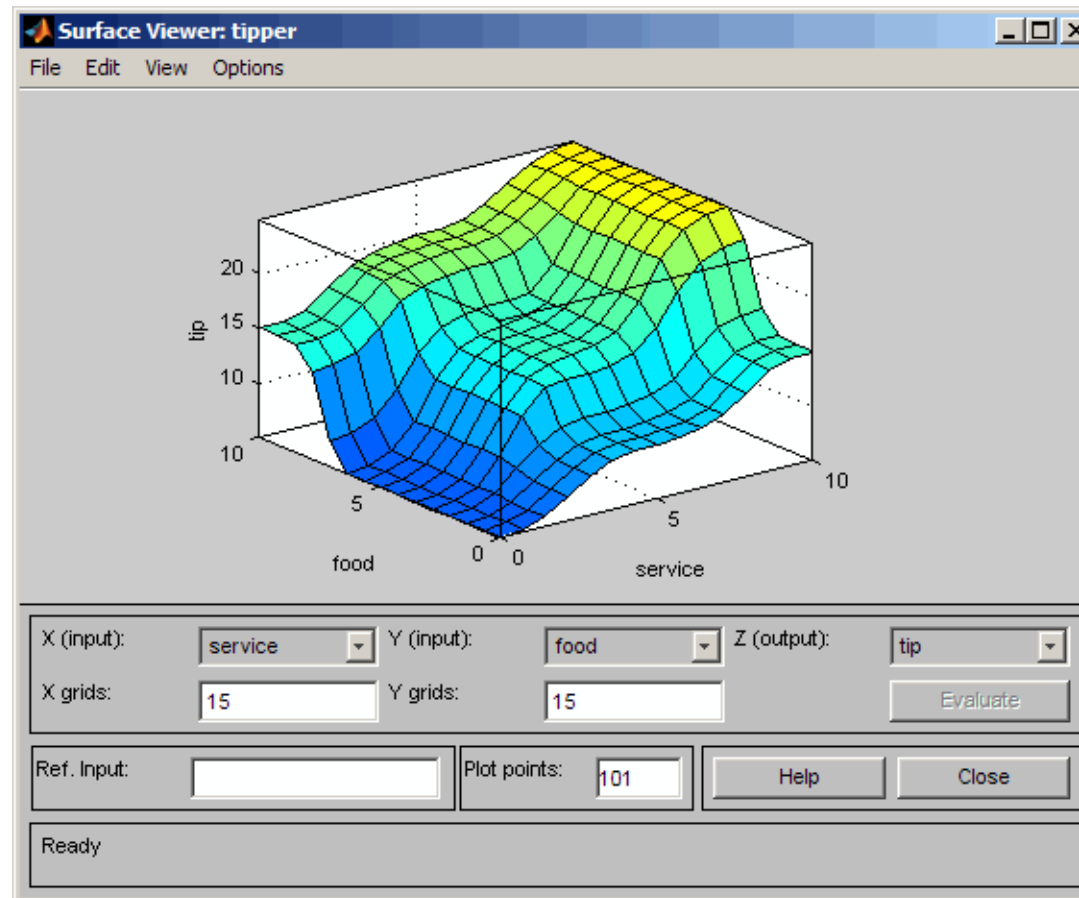 Surface Viewer: tipper
File Edit View Options
20
15
10
tip
10
5
0
food
0
5
10
service
X (input): service Y (input): food Z (output): tip
X grids: 15 Y grids: 15 Evaluate
Ref. Input: Plot points: 101 Help Close
Ready